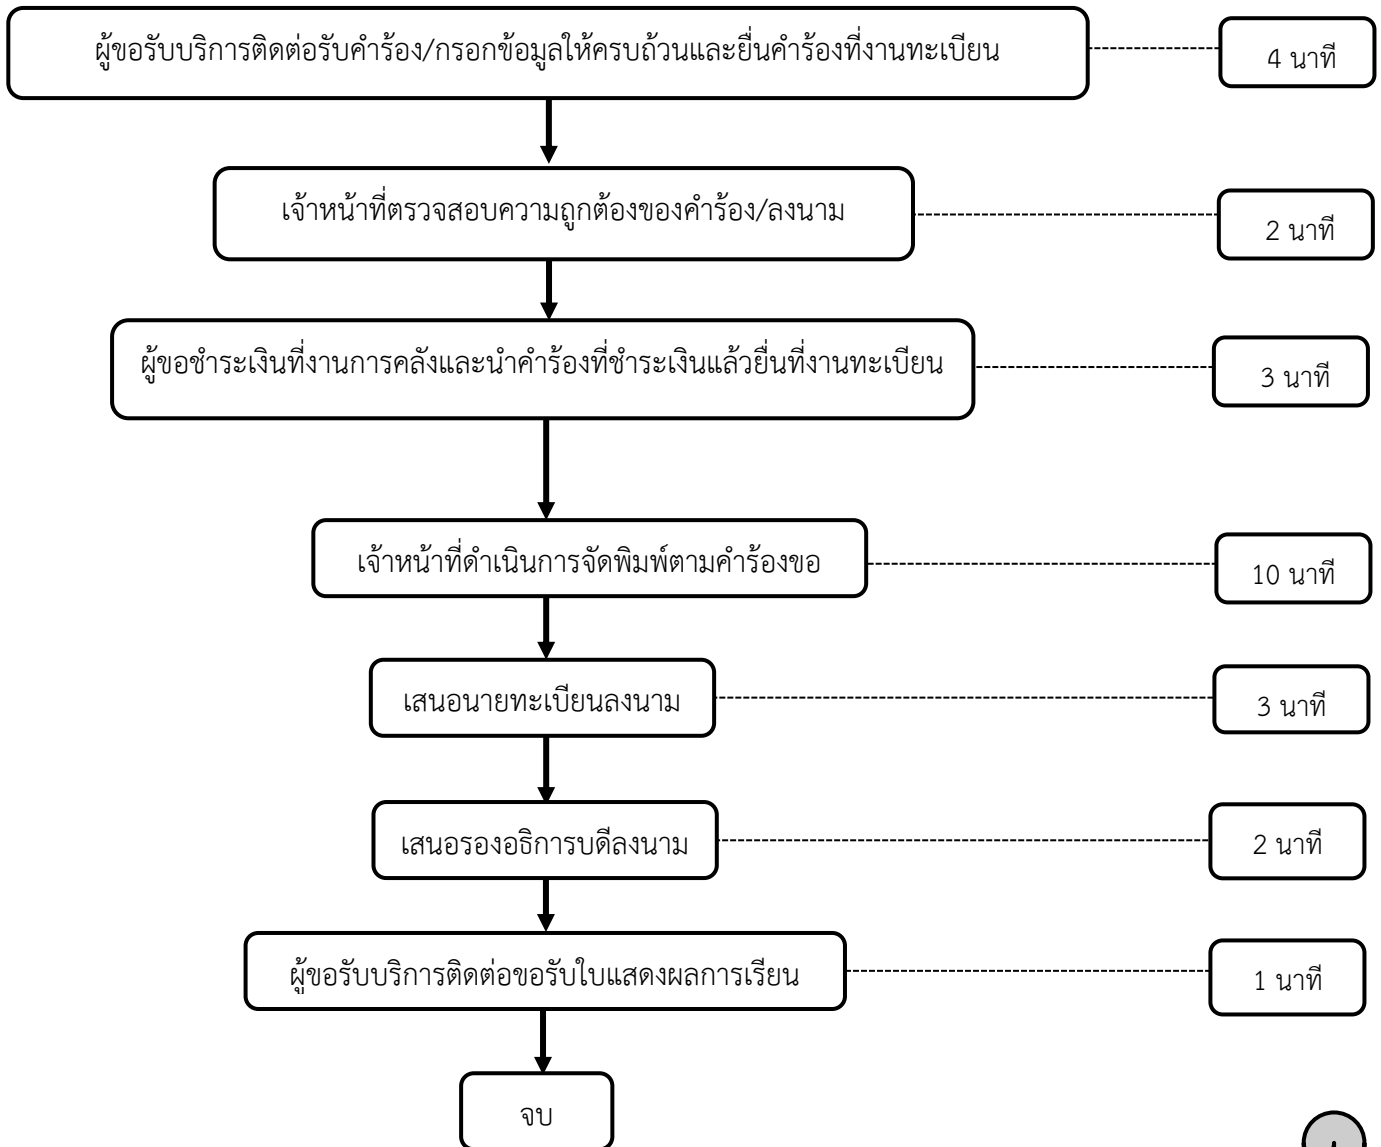 ผู้ขอรับบริการติดต่อรับคำร้อง/กรอกข้อมูลให้ครบถ้วนและยื่นคำร้องที่งานทะเบียน
4 นาที
เจ้าหน้าที่ตรวจสอบความถูกต้องของคำร้อง/ลงนาม
2 นาที
ผู้ขอชำระเงินที่งานการคลังและนำคำร้องที่ชำระเงินแล้วยื่นที่งานทะเบียน
3 นาที
เจ้าหน้าที่ดำเนินการจัดพิมพ์ตามคำร้องขอ
10 นาที
เสนอนายทะเบียนลงนาม
3 นาที
เสนอรองอธิการบดีลงนาม
2 นาที
ผู้ขอรับบริการติดต่อขอรับใบแสดงผลการเรียน
1 นาที
จบ